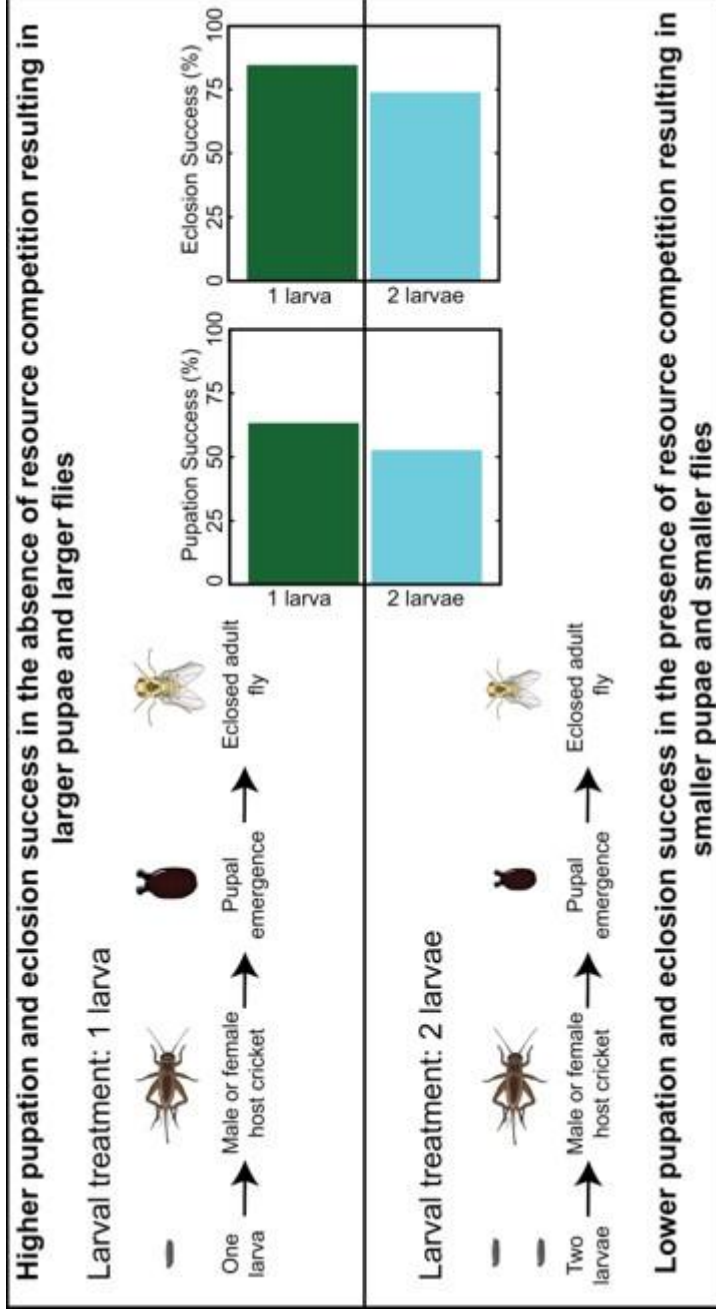 Higher pupation and eclosion success in the absence of resource competition resulting in
larger pupae and larger flies
Larval treatment: 1 larva
One
larva
Male or female
host cricket
Pupal
emergence
Eclosed adult
fly
Pupation Success (%)
0 25 50 75 100
1 larva
2 larvae
Eclosion Success (%)
0 25 50 75 100
1 larva
2 larvae
Larval treatment: 2 larvae
Two
larvae
Male or female
host cricket
Pupal
emergence
Eclosed adult
fly
Lower pupation and eclosion success in the presence of resource competition resulting in
smaller pupae and smaller flies